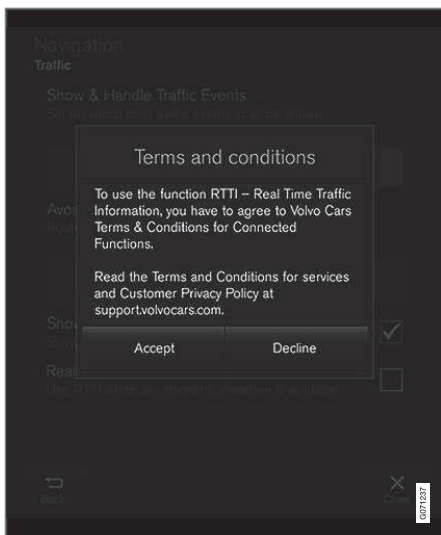 Navigation
Traffic
Show & Handle Traffic Events
Terms and conditions
To use the function RTTI – Real Time Traffic
Information, you have to agree to Volvo Cars
Terms & Conditions for Connected
Functions.
Read the Terms and Conditions for services
and Customer Privacy Policy at
support.volvocars.com.
Accept
Decline
Back
Close
G071237